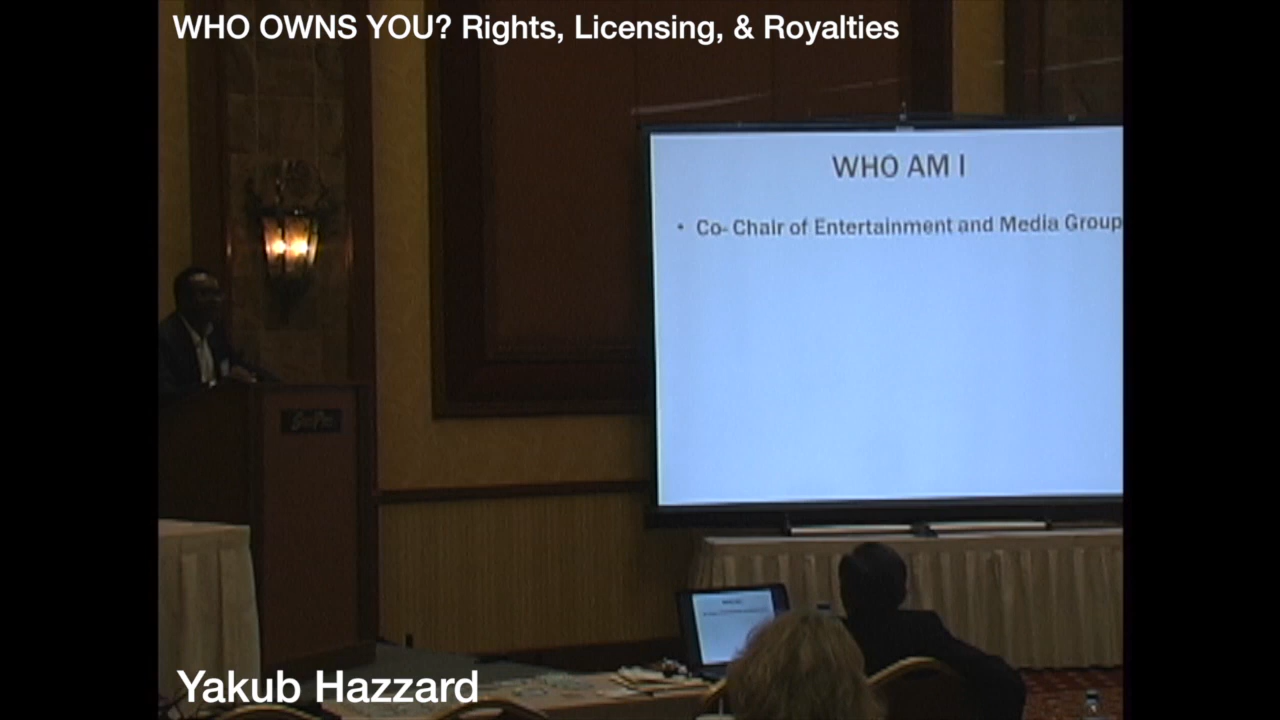 WHO OWNS YOU? Rights, Licensing, & Royalties
WHO AM I
• Co- Chair of Entertainment and Media Group
Yakub Hazzard